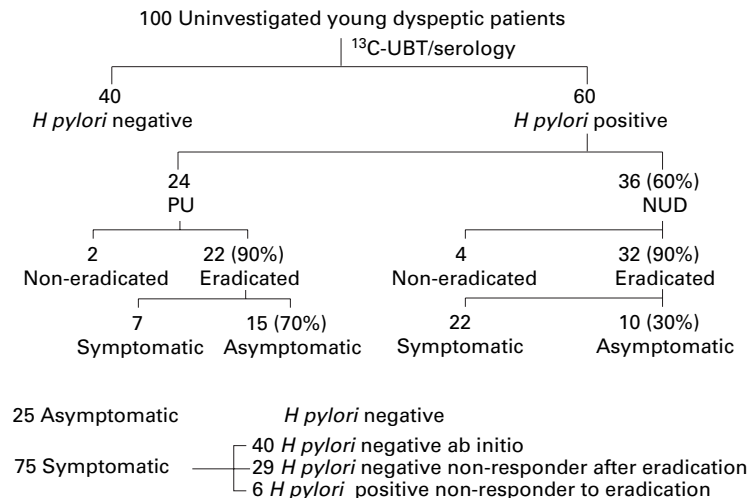 100 Uninvestigated young dyspeptic patients
¹³C-UBT/serology
40 60
H pylori negative H pylori positive
24 36 (60%)
PU NUD
2 22 (90%) 4 32 (90%)
Non-eradicated Eradicated Non-eradicated Eradicated
7 15 (70%) 22 10 (30%)
Symptomatic Asymptomatic Symptomatic Asymptomatic
25 Asymptomatic H pylori negative
40 H pylori negative ab initio
75 Symptomatic 29 H pylori negative non-responder after eradication
6 H pylori positive non-responder to eradication